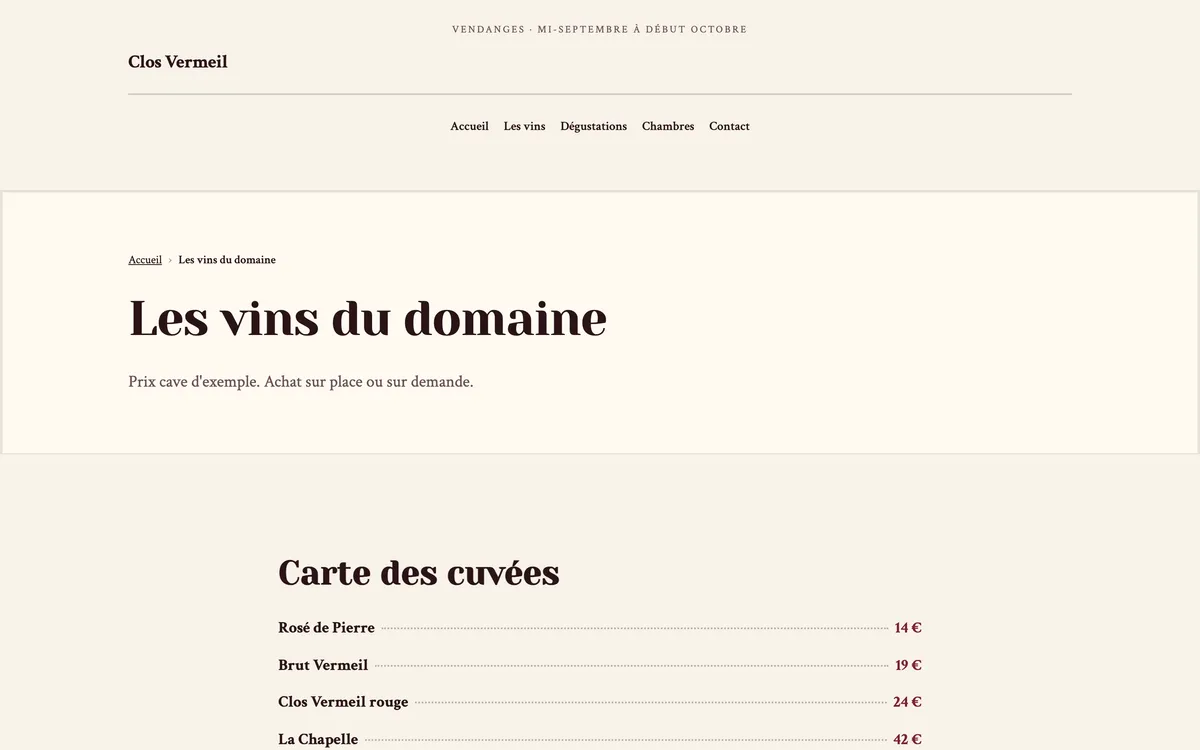 VENDANGES · MI-SEPTEMBRE À DÉBUT OCTOBRE
Clos Vermeil
Accueil Les vins Dégustations Chambres Contact
Accueil › Les vins du domaine
Les vins du domaine
Prix cave d'exemple. Achat sur place ou sur demande.
Carte des cuvées
Rosé de Pierre 14 €
Brut Vermeil 19 €
Clos Vermeil rouge 24 €
La Chapelle 42 €